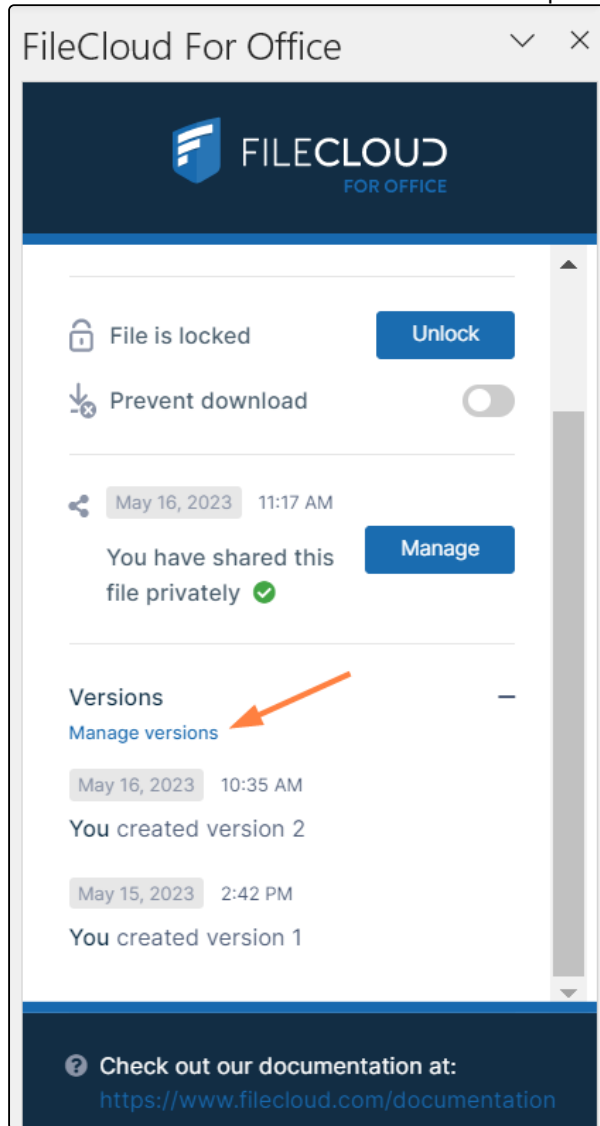 FileCloud For Office
FILECLOUD
FOR OFFICE
File is locked
Unlock
Prevent download
May 16, 2023 11:17 AM
You have shared this
file privately
Manage
Versions
Manage versions
May 16, 2023 10:35 AM
You created version 2
May 15, 2023 2:42 PM
You created version 1
Check out our documentation at:
https://www.filecloud.com/documentation